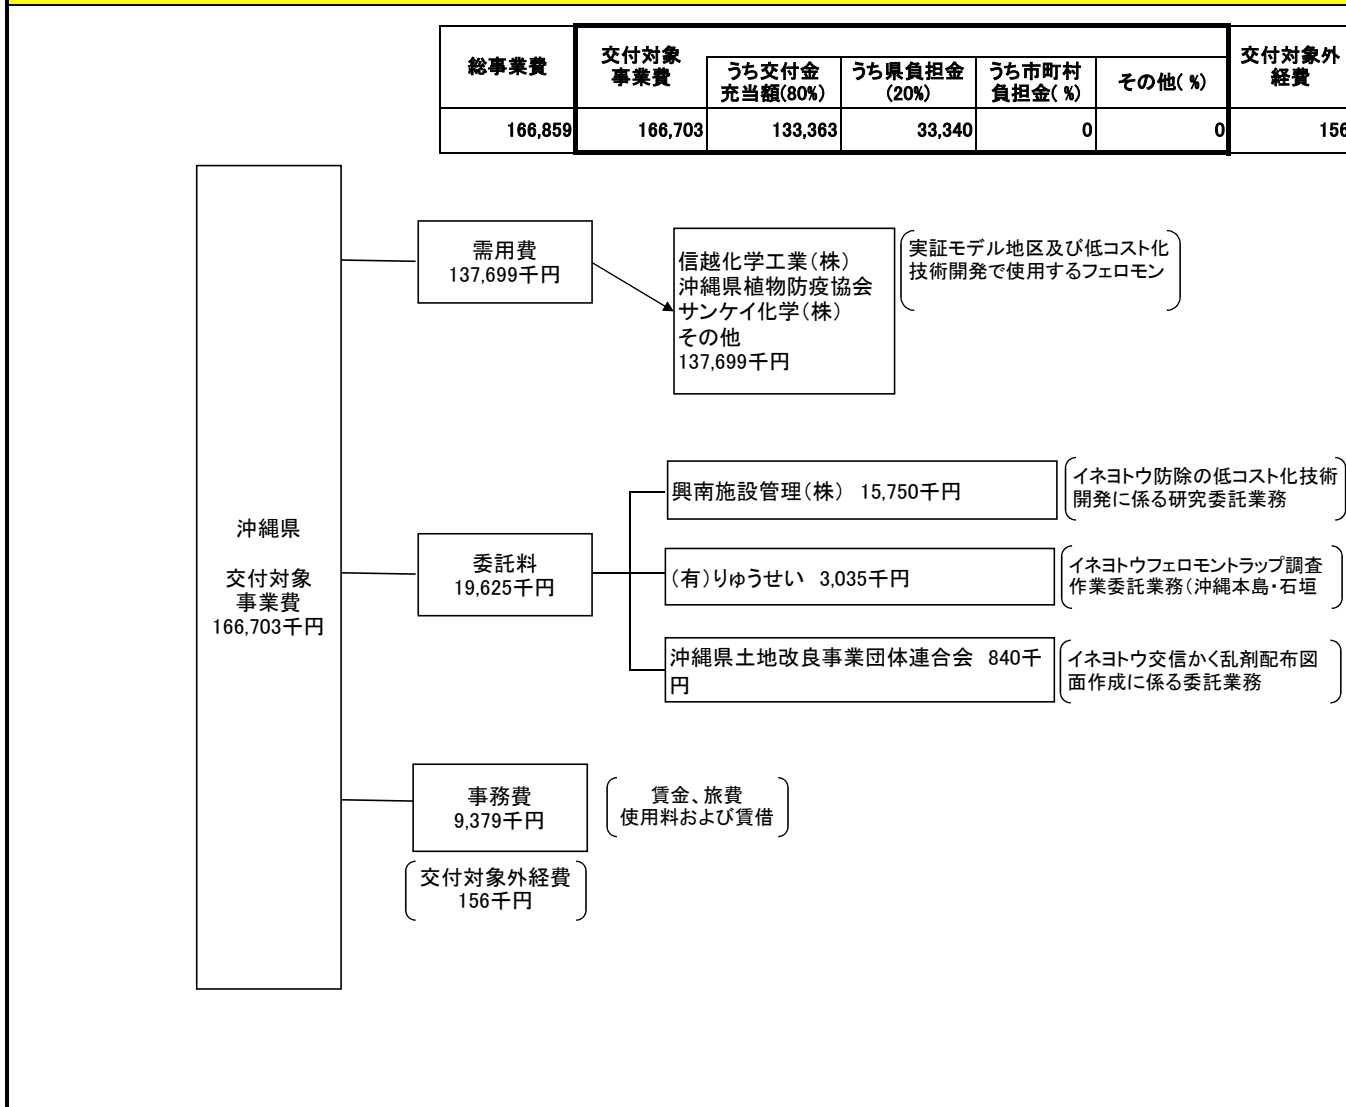 総事業費
交付対象
事業費
うち交付金
充当額(80%)
うち県負担金
(20%)
うち市町村
負担金( %)
その他( %)
交付対象外
経費
166,859
166,703
133,363
33,340
0
0
156
沖縄県
交付対象
事業費
166,703千円
需用費
137,699千円
信越化学工業(株)
沖縄県植物防疫協会
サンケイ化学(株)
その他
137,699千円
実証モデル地区及び低コスト化
技術開発で使用するフェロモン
委託料
19,625千円
興南施設管理(株) 15,750千円
イネヨトウ防除の低コスト化技術
開発に係る研究委託業務
(有)りゅうせい 3,035千円
イネヨトウフェロモントラップ調査
作業委託業務(沖縄本島・石垣
沖縄県土地改良事業団体連合会 840千
円
イネヨトウ交信かく乱剤配布図
面作成に係る委託業務
事務費
9,379千円
賃金、旅費
使用料および賃借
交付対象外経費
156千円